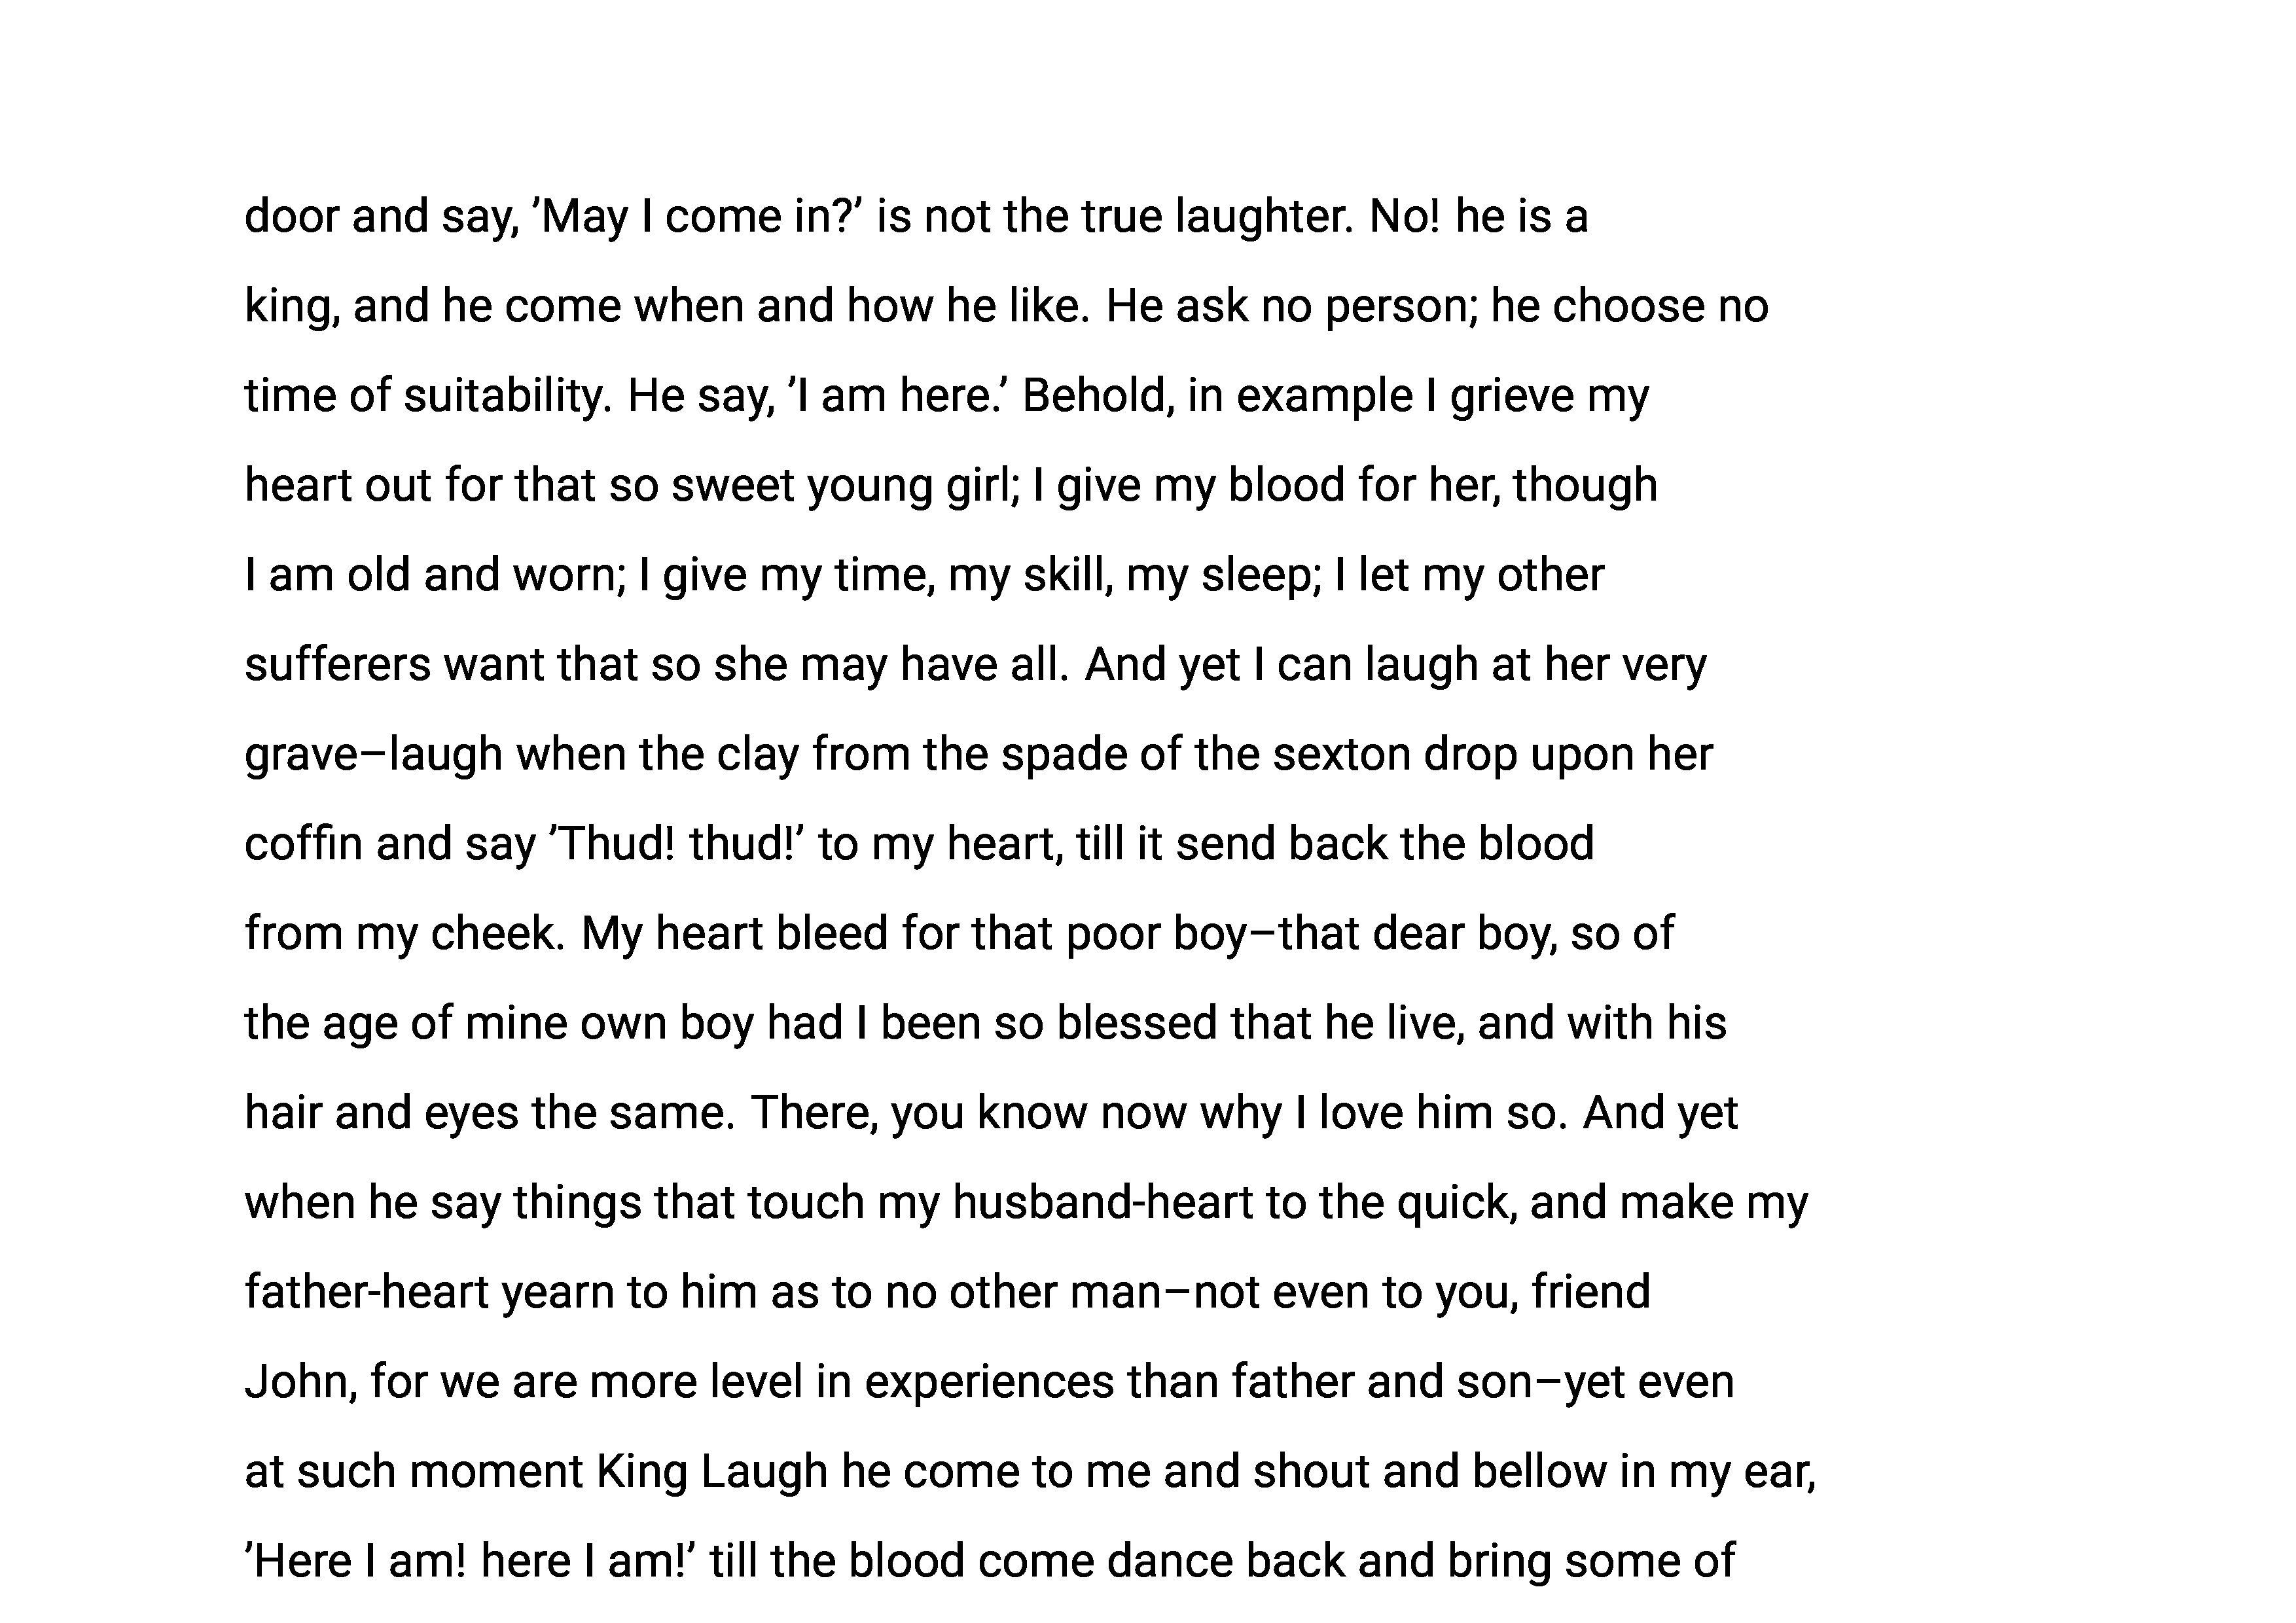 door and say, ’May I come in?’ is not the true laughter. No! he is a
king, and he come when and how he like. He ask no person; he choose no
time of suitability. He say, ’I am here.’ Behold, in example I grieve my
heart out for that so sweet young girl; I give my blood for her, though
I am old and worn; I give my time, my skill, my sleep; I let my other
sufferers want that so she may have all. And yet I can laugh at her very
grave–laugh when the clay from the spade of the sexton drop upon her
coffin and say ’Thud! thud!’ to my heart, till it send back the blood
from my cheek. My heart bleed for that poor boy–that dear boy, so of
the age of mine own boy had I been so blessed that he live, and with his
hair and eyes the same. There, you know now why I love him so. And yet
when he say things that touch my husband-heart to the quick, and make my
father-heart yearn to him as to no other man–not even to you, friend
John, for we are more level in experiences than father and son–yet even
at such moment King Laugh he come to me and shout and bellow in my ear,
’Here I am! here I am!’ till the blood come dance back and bring some of